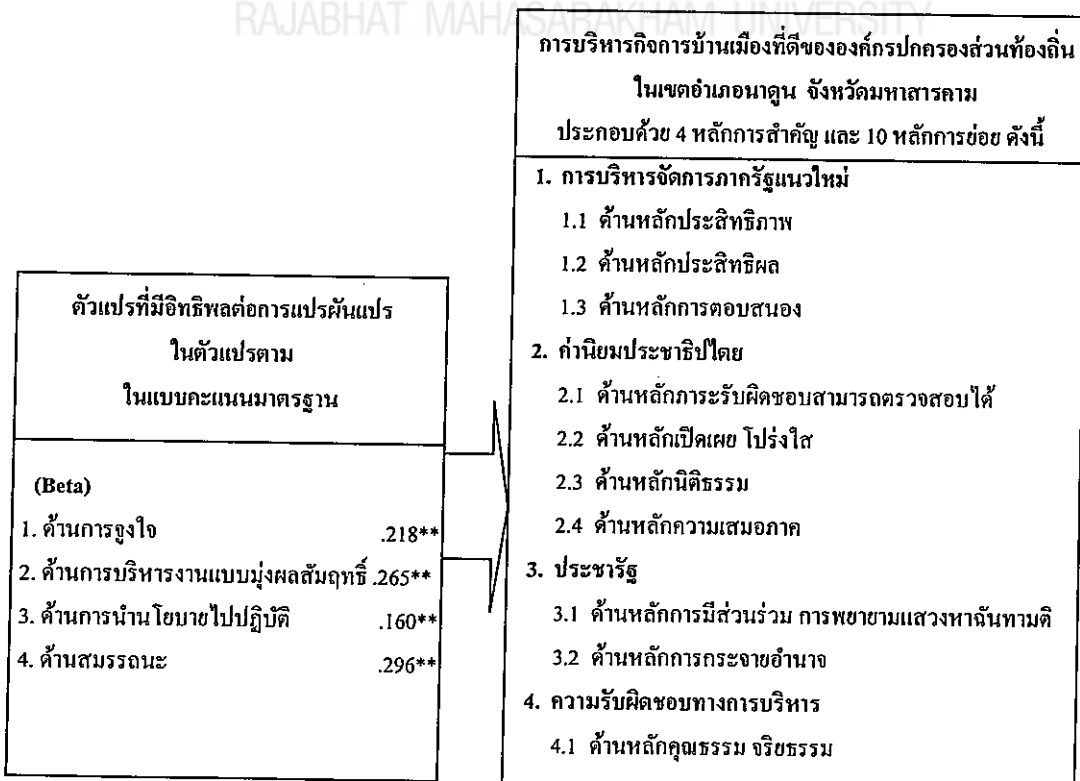 RAJABHAT MAHASARAKHAM UNIVERSITY
ตัวแปรที่มีอิทธิพลต่อการแปรผันแปร
ในตัวแปรตาม
ในแบบคะแนนมาตรฐาน
(Beta)
1. ด้านการจูงใจ .218**
2. ด้านการบริหารงานแบบมุ่งผลสัมฤทธิ์ .265**
3. ด้านการนำนโยบายไปปฏิบัติ .160**
4. ด้านสมรรถนะ .296**
การบริหารกิจการบ้านเมืองที่ดีขององค์กรปกครองส่วนท้องถิ่น
ในเขตอำเภอนาดูน จังหวัดมหาสารคาม
ประกอบด้วย 4 หลักการสำคัญ และ 10 หลักการย่อย ดังนี้
1. การบริหารจัดการภาครัฐแนวใหม่
1.1 ด้านหลักประสิทธิภาพ
1.2 ด้านหลักประสิทธิผล
1.3 ด้านหลักการตอบสนอง
2. ค่านิยมประชาธิปไตย
2.1 ด้านหลักภาระรับผิดชอบสามารถตรวจสอบได้
2.2 ด้านหลักเปิดเผย โปร่งใส
2.3 ด้านหลักนิติธรรม
2.4 ด้านหลักความเสมอภาค
3. ประชารัฐ
3.1 ด้านหลักการมีส่วนร่วม การพยายามแสวงหาฉันทามติ
3.2 ด้านหลักการกระจายอำนาจ
4. ความรับผิดชอบทางการบริหาร
4.1 ด้านหลักคุณธรรม จริยธรรม